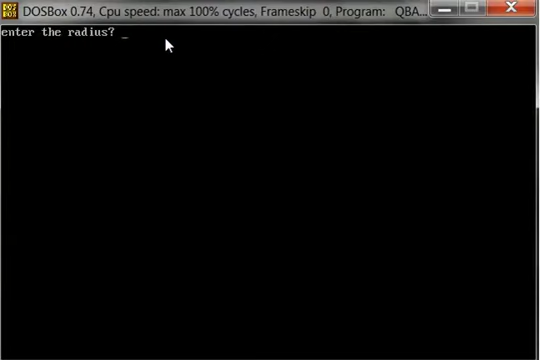 DOSBox 0.74, Cpu speed: max 100% cycles, Frameskip 0, Program: QBA...
enter the radius? _